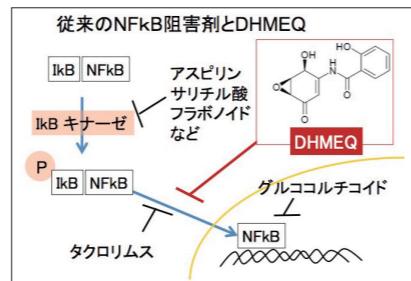 従来のNFkB阻害剤とDHMEQ
IkB NFkB
アスピリン
サリチル酸
フラボノイド
など
IkB キナーゼ
OH
OH
H
N
O
O
O
DHMEQ
P
IkB NFkB
グルココルチコイド
タクロリムス
NFkB